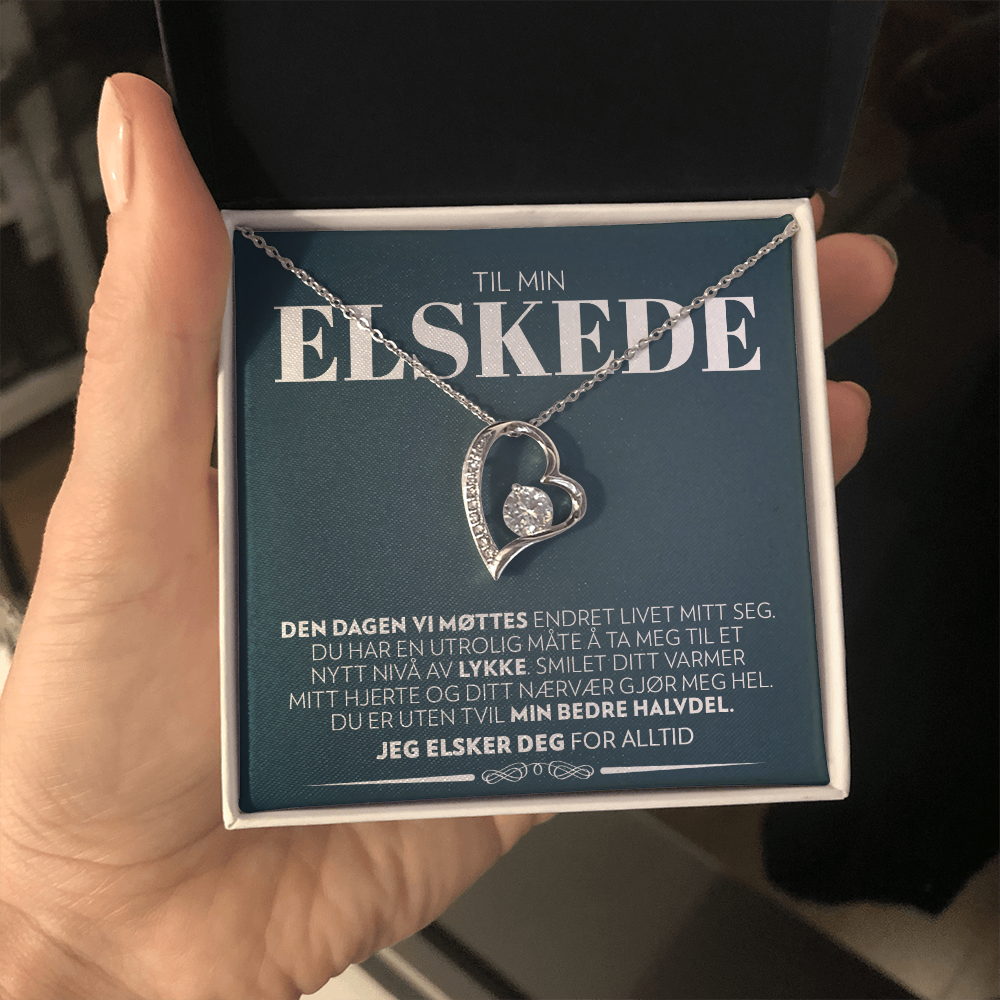 TIL MIN
ELSKEDE
DEN DAGEN VI MØTTES ENDRET LIVET MITT SEG.
DU HAR EN UTROLIG MÅTE Å TA MEG TIL ET
NYTT NIVÅ AV LYKKE. SMILET DITT VARMER
MITT HJERTE OG DITT NÆRVÆR GJØR MEG HEL.
DU ER UTEN TVIL MIN BEDRE HALVDEL.
JEG ELSKER DEG FOR ALLTID